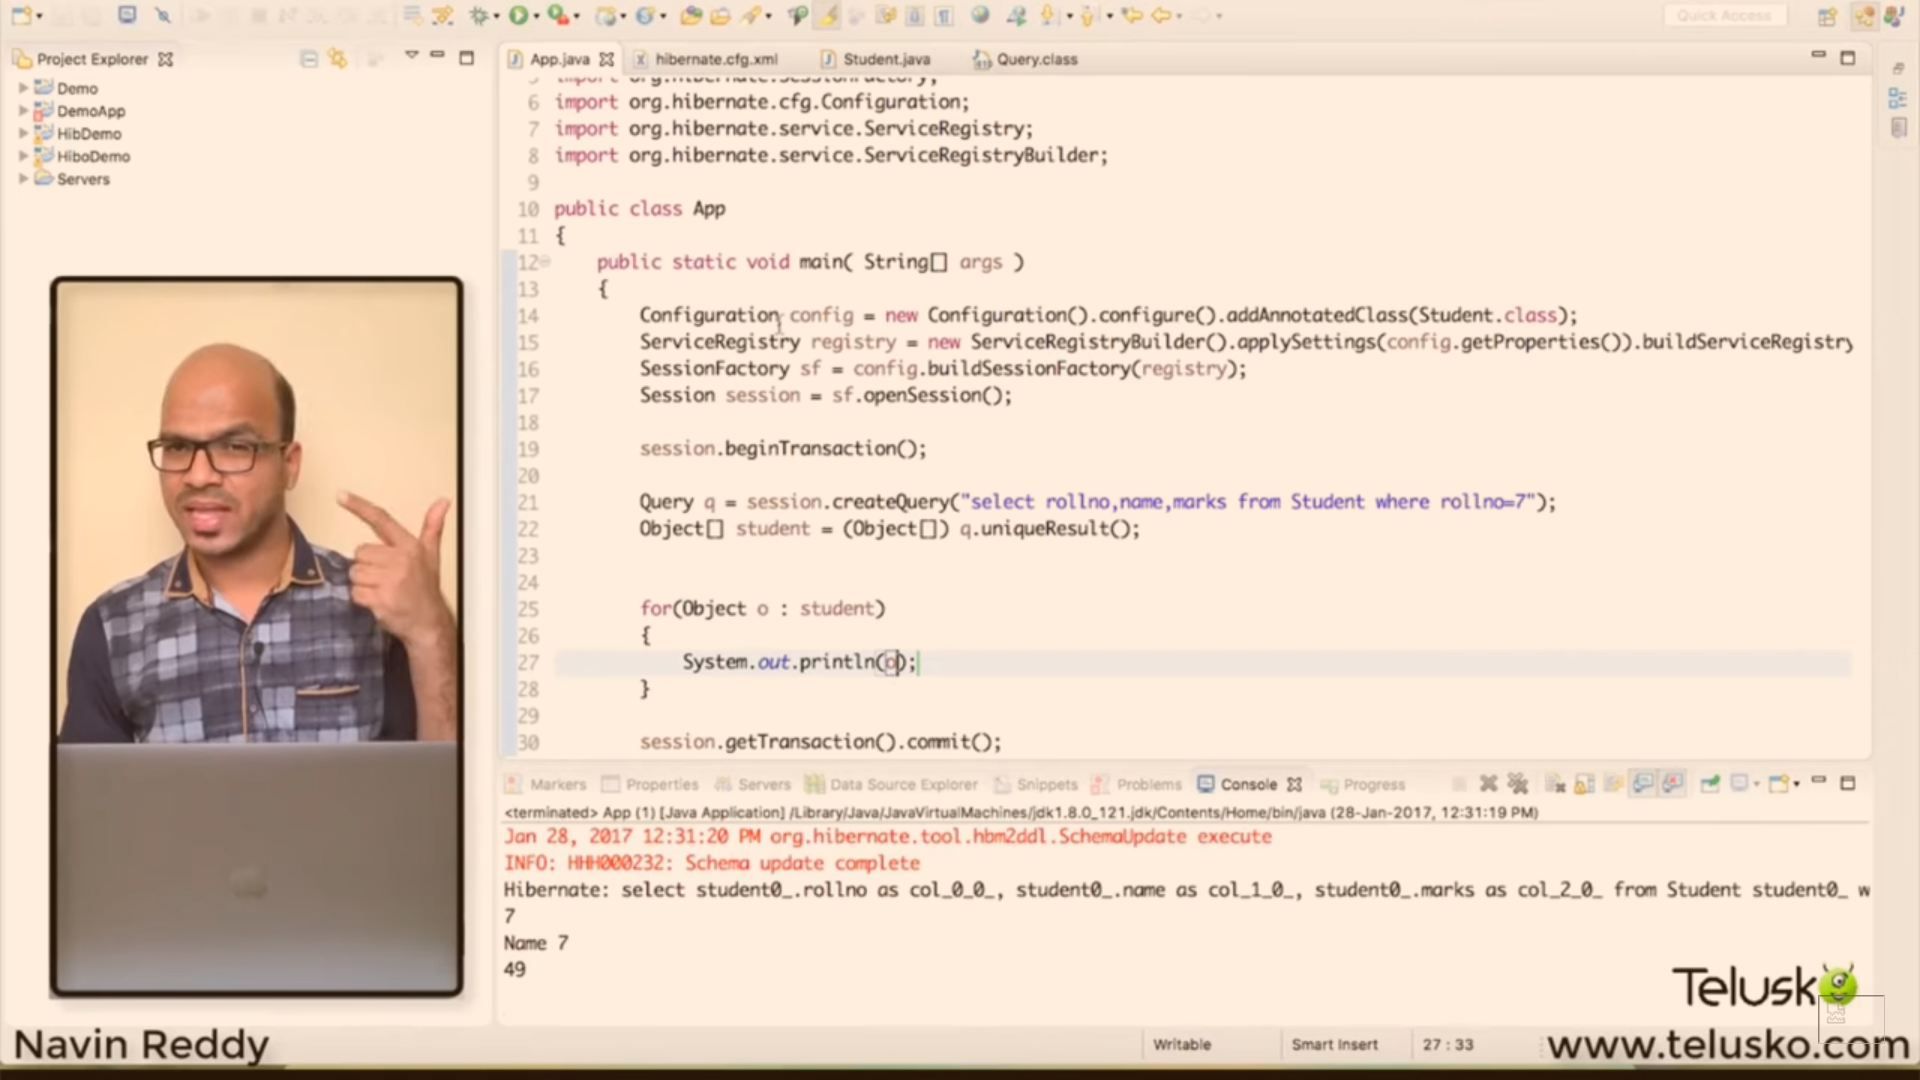 Quick Access
Project Explorer
Demo
DemoApp
HibDemo
HiboDemo
Servers
App.java
hibernate.cfg.xml
Student.java
Query.class
6 import org.hibernate.cfg.Configuration;
7 import org.hibernate.service.ServiceRegistry;
8 import org.hibernate.service.ServiceRegistryBuilder;
9
10 public class App
11 {
12 public static void main( String[] args )
13 {
14 Configuration config = new Configuration().configure().addAnnotatedClass(Student.class);
15 ServiceRegistry registry = new ServiceRegistryBuilder().applySettings(config.getProperties()).buildServiceRegistry
16 SessionFactory sf = config.buildSessionFactory(registry);
17 Session session = sf.openSession();
18
19 session.beginTransaction();
20
21 Query q = session.createQuery("select rollno,name,marks from Student where rollno=7");
22 Object[] student = (Object[]) q.uniqueResult();
23
24
25 for(Object o : student)
26 {
27 System.out.println(o);
28 }
29
30 session.getTransaction().commit();
Markers Properties Servers Data Source Explorer Snippets Problems Console Progress
<terminated> App (1) [Java Application] /Library/Java/JavaVirtualMachines/jdk1.8.0_121.jdk/Contents/Home/bin/java (28-Jan-2017, 12:31:19 PM)
Jan 28, 2017 12:31:20 PM org.hibernate.tool.hbm2ddl.SchemaUpdate execute
INFO: HHH000232: Schema update complete
Hibernate: select student0_.rollno as col_0_0_, student0_.name as col_1_0_, student0_.marks as col_2_0_ from Student student0_ w
7
Name 7
49
Telusko
Navin Reddy
Writable
Smart Insert
27 : 33
www.telusko.com